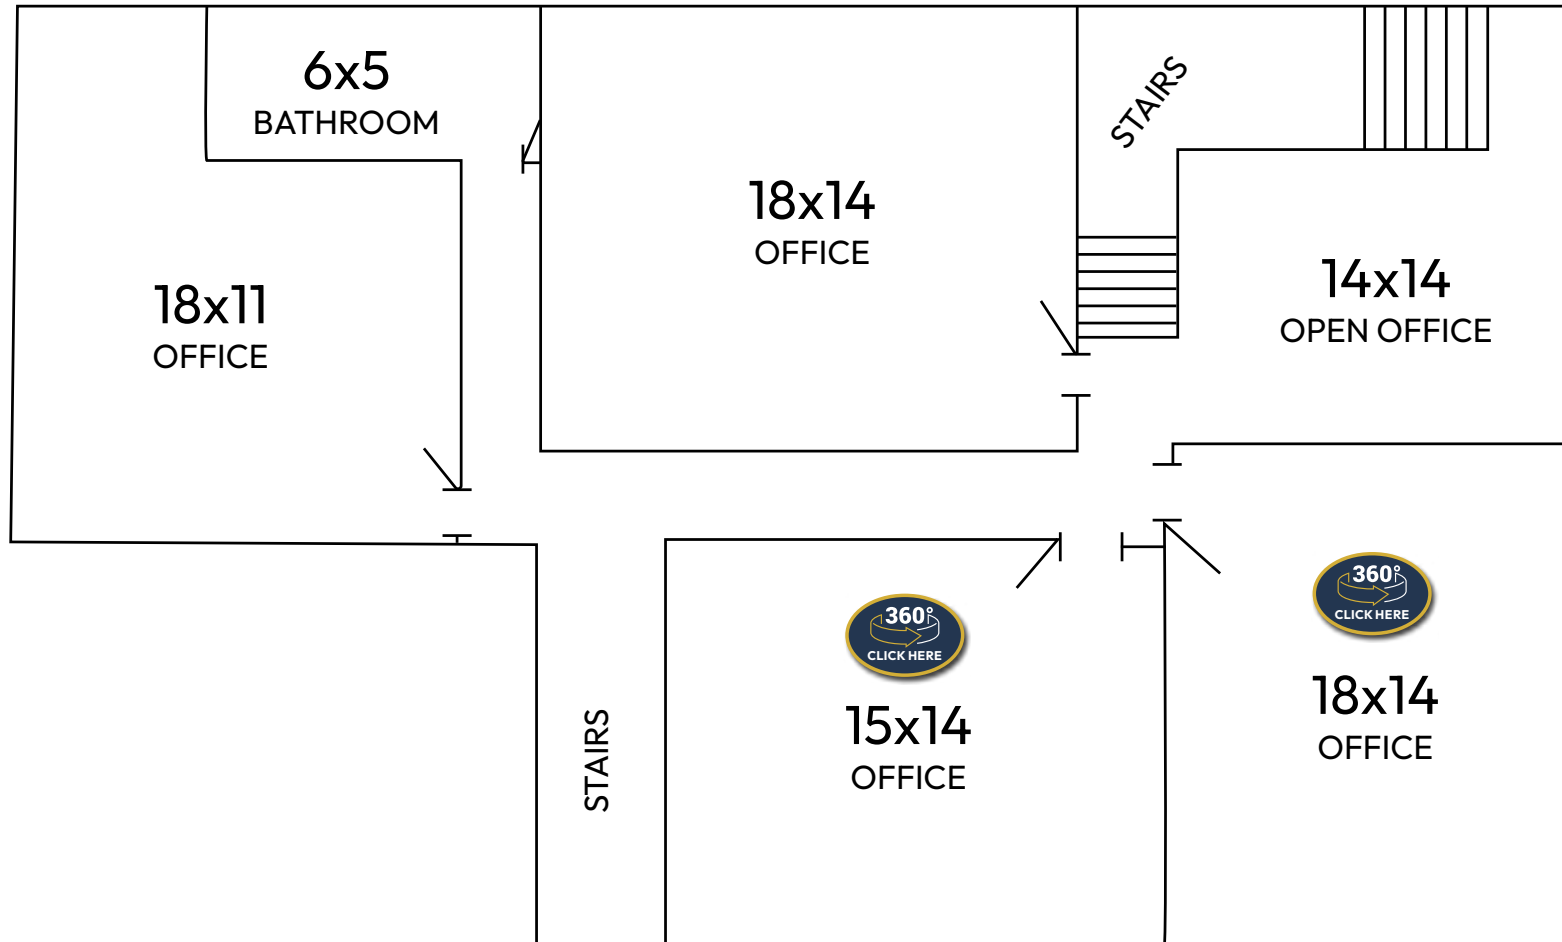 6x5
BATHROOM
STAIRS
18x14
OFFICE
14x14
OPEN OFFICE
18x11
OFFICE
360°
CLICK HERE
15x14
OFFICE
360°
CLICK HERE
18x14
OFFICE
STAIRS